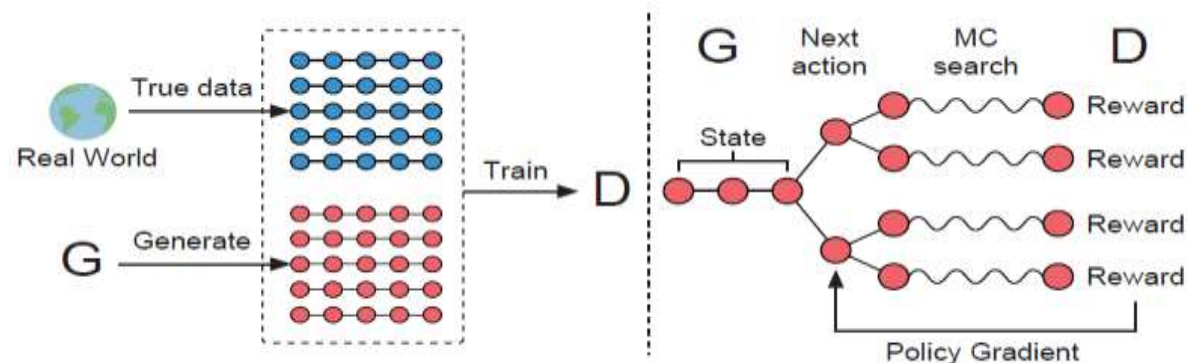 True data
Real World
G
Generate
Train
D
G
Next
action
MC
search
D
State
Reward
Reward
Reward
Reward
Policy Gradient